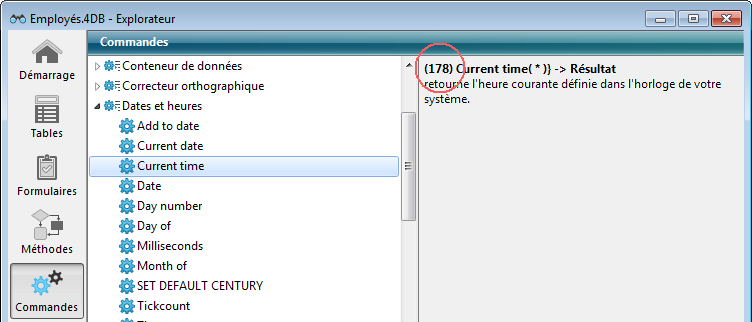 Employés.4DB - Explorateur
Démarrage
Tables
Formulaires
Méthodes
Commandes
Commandes
Conteneur de données
Correcteur orthographique
Dates et heures
Add to date
Current date
Current time
Date
Day number
Day of
Milliseconds
Month of
SET DEFAULT CENTURY
Tickcount
(178) Current time( * )} -> Résultat
retourne l'heure courante définie dans l'horloge de votre
système.